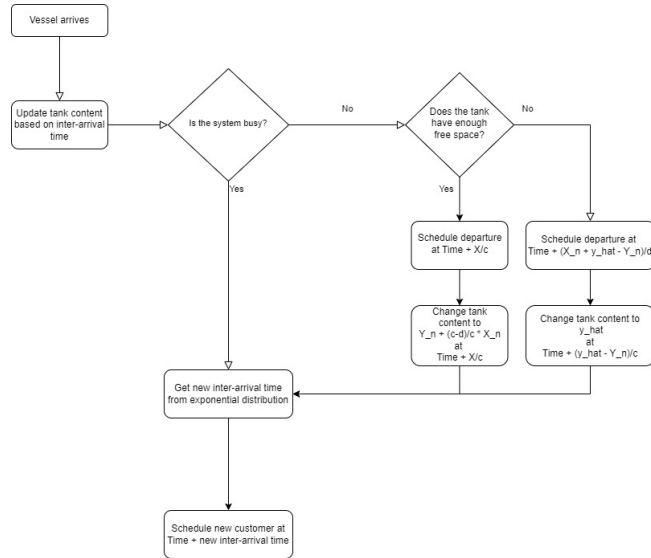 Vessel arrives
Update tank content
based on inter-arrival
time
Is the system busy?
No
Does the tank
have enough
free space?
No
Yes
Yes
Schedule departure
at Time + X/c
Schedule departure at
Time + (X_n + y_hat - Y_n)/d
Change tank
content to
Y_n + (c-d)/c * X_n
at
Time + X/c
Change tank content to
y_hat
at
Time + (y_hat - Y_n)/c
Get new inter-arrival time
from exponential distribution
Schedule new customer at
Time + new inter-arrival time